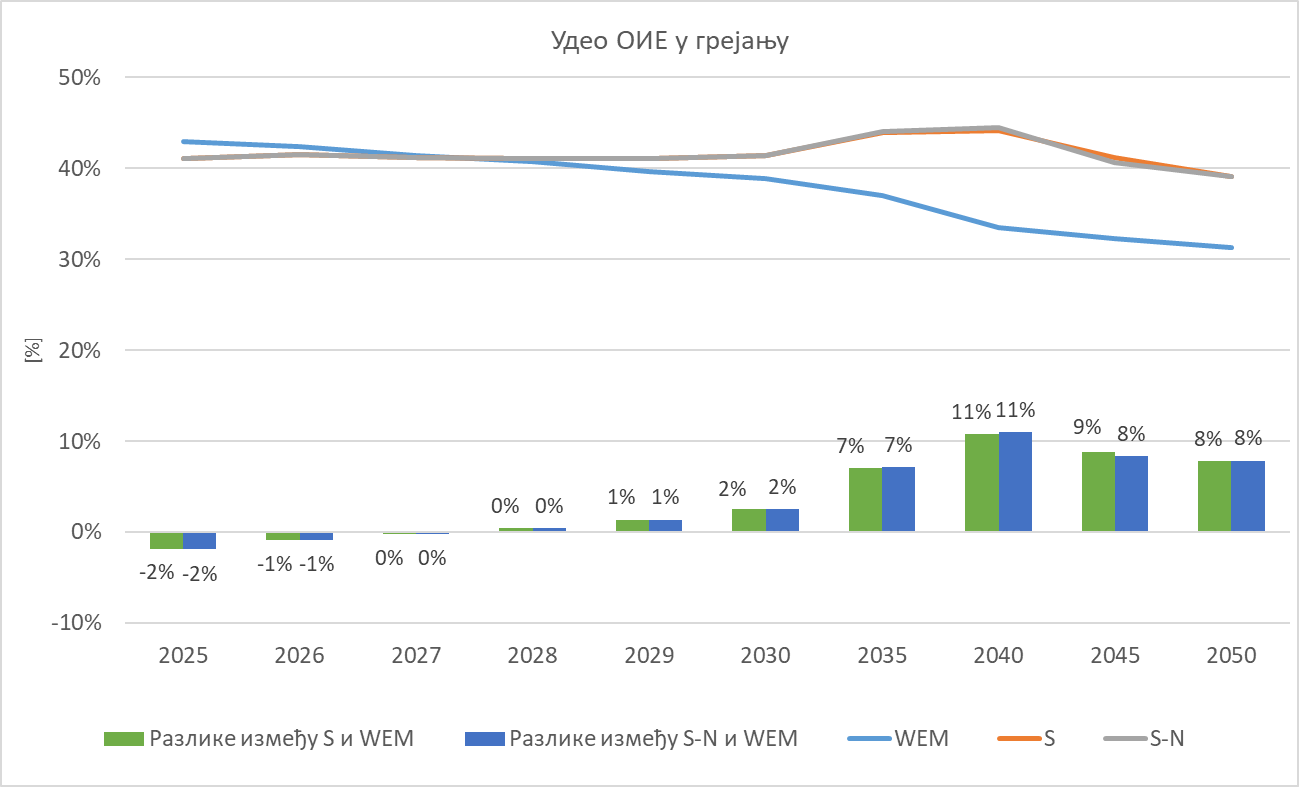 Удео ОИЕ у грејању
50%
40%
30%
20%
10%
0%
-10%
[%]
-2% -2% -1% -1% 0% 0% 0% 0% 1% 1% 2% 2% 7% 7% 11% 11% 9% 8% 8% 8%
2025 2026 2027 2028 2029 2030 2035 2040 2045 2050
Разлике између S и WEM Разлике између S-N и WEM WEM S S-N